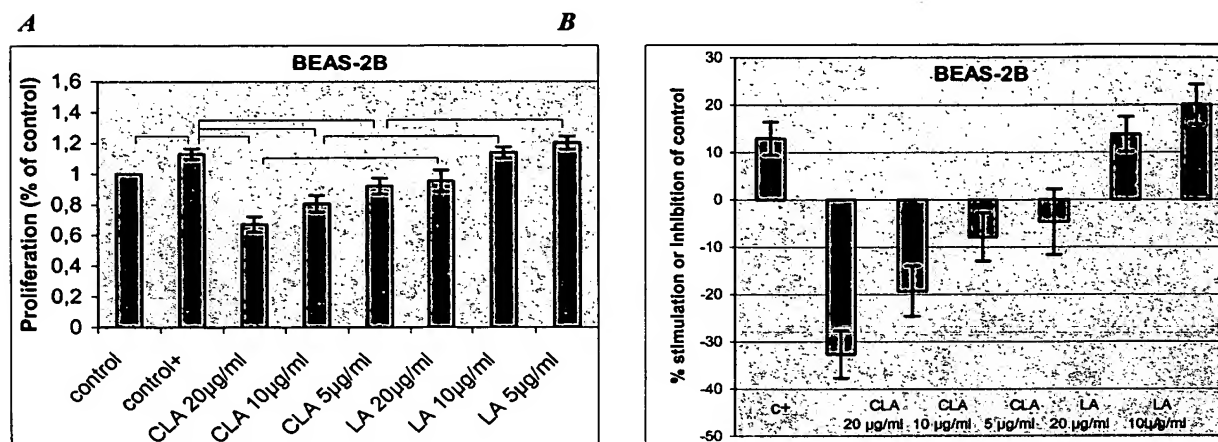 A
B
BEAS-2B
Proliferation (% of control)
1,6
1,4
1,2
1
0,8
0,6
0,4
0,2
0
control
control+
CLA 20µg/ml
CLA 10µg/ml
CLA 5µg/ml
LA 20µg/ml
LA 10µg/ml
LA 5µg/ml
BEAS-2B
% stimulation or inhibition of control
30
20
10
0
-10
-20
-30
-40
-50
c+
CLA CLA CLA LA LA
20 µg/ml 10 µg/ml 5 µg/ml 20 µg/ml